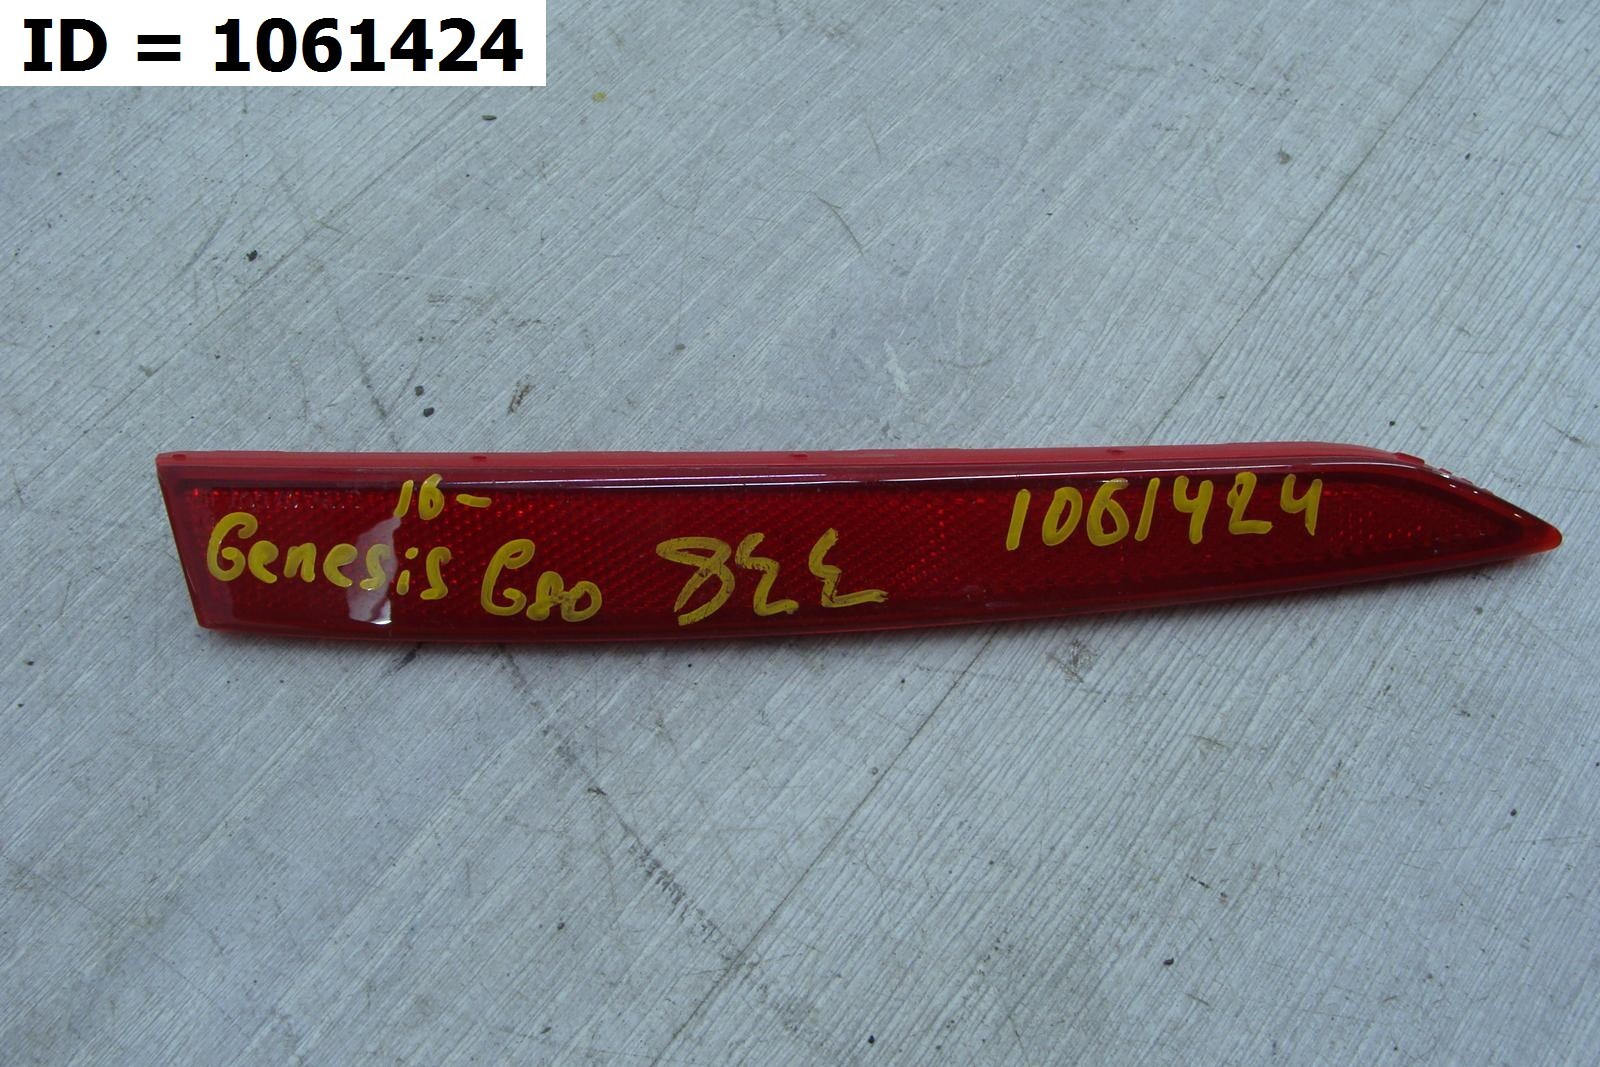 ID = 1061424
16-
Genesis G80
1061424